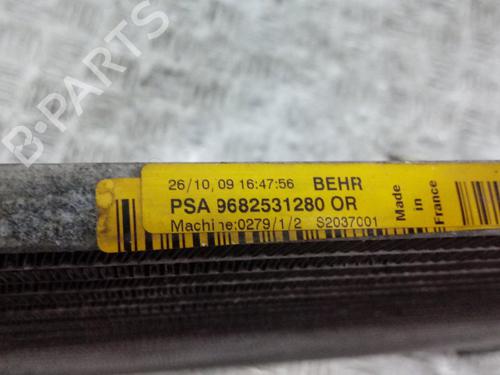 B-PARTS
26/10,09 16:47:56 BEHR
PSA 9682531280 OR
Machine:0279/1/2 S2037001
Made
in
France